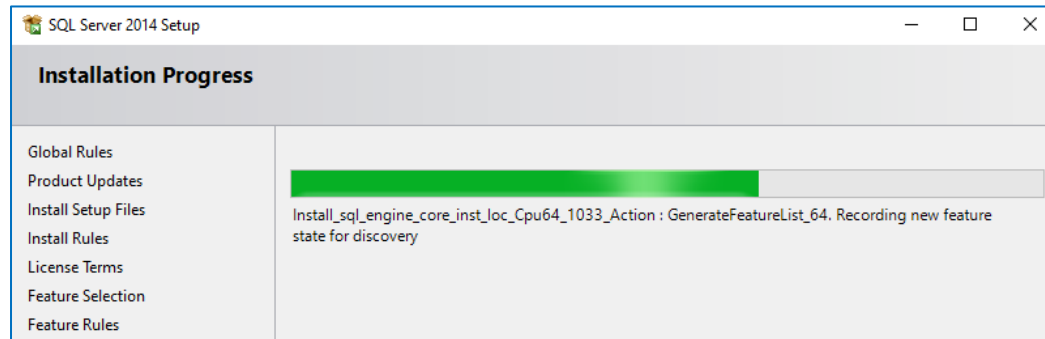 SQL Server 2014 Setup
Installation Progress
Global Rules
Product Updates
Install Setup Files
Install Rules
License Terms
Feature Selection
Feature Rules
Install_sql_engine_core_inst_loc_Cpu64_1033_Action : GenerateFeatureList_64. Recording new feature
state for discovery